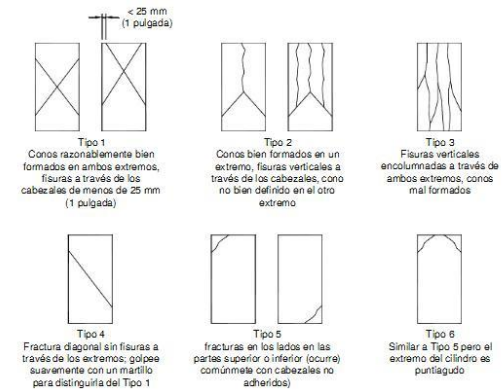 < 25 mm
(1 pulgada)
Tipo 1
Conos razonablemente bien
formados en ambos extremos,
fisuras a través de los
cabezales de menos de 25 mm
(1 pulgada)
Tipo 2
Conos bien formados en un
extremo, fisuras verticales a
través de los cabezales, cono
no bien definido en el otro
extremo
Tipo 3
Fisuras verticales
encolumnadas a través de
ambos extremos, conos
mal formados
Tipo 4
Fractura diagonal sin fisuras a
través de los extremos; golpee
suavemente con un martillo
para distinguirla del Tipo 1
Tipo 5
fracturas en los lados en las
partes superior o inferior (ocurre)
comúnmete con cabezales no
adheridos)
Tipo 6
Similar a Tipo 5 pero el
extremo del cilindro es
puntiagudo